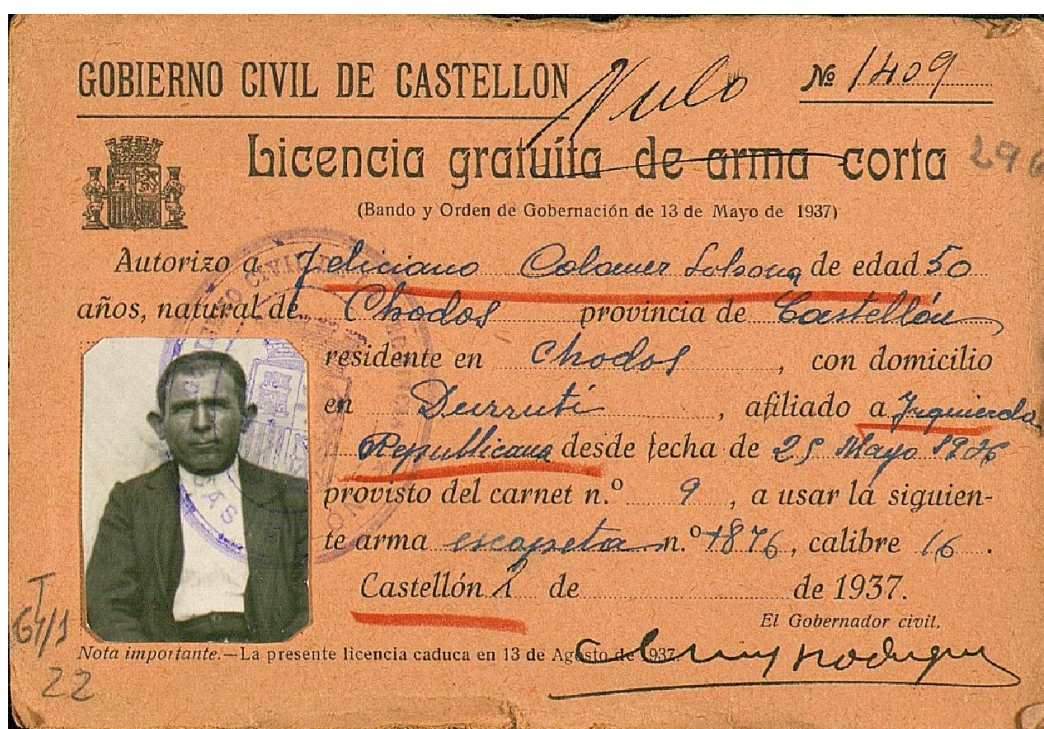 GOBIERNO CIVIL DE CASTELLON
Nulo
Nº 1409
Licencia gratuíta de arma corta
296
(Bando y Orden de Gobernación de 13 de Mayo de 1937)
Autorizo a Feliciano Colomer Solsona de edad 50
años, natural de Chodos provincia de Castellón
residente en Chodos, con domicilio
en Durruti, afiliado a Izquierda
Republicana desde fecha de 25 Mayo 1936
provisto del carnet n.º 9, a usar la siguien-
te arma escopeta n.º 4876, calibre 16.
Castellón de de 1937.
El Gobernador civil,
Nota importante.—La presente licencia caduca en 13 de Agosto de 1937.
T
64/1
22